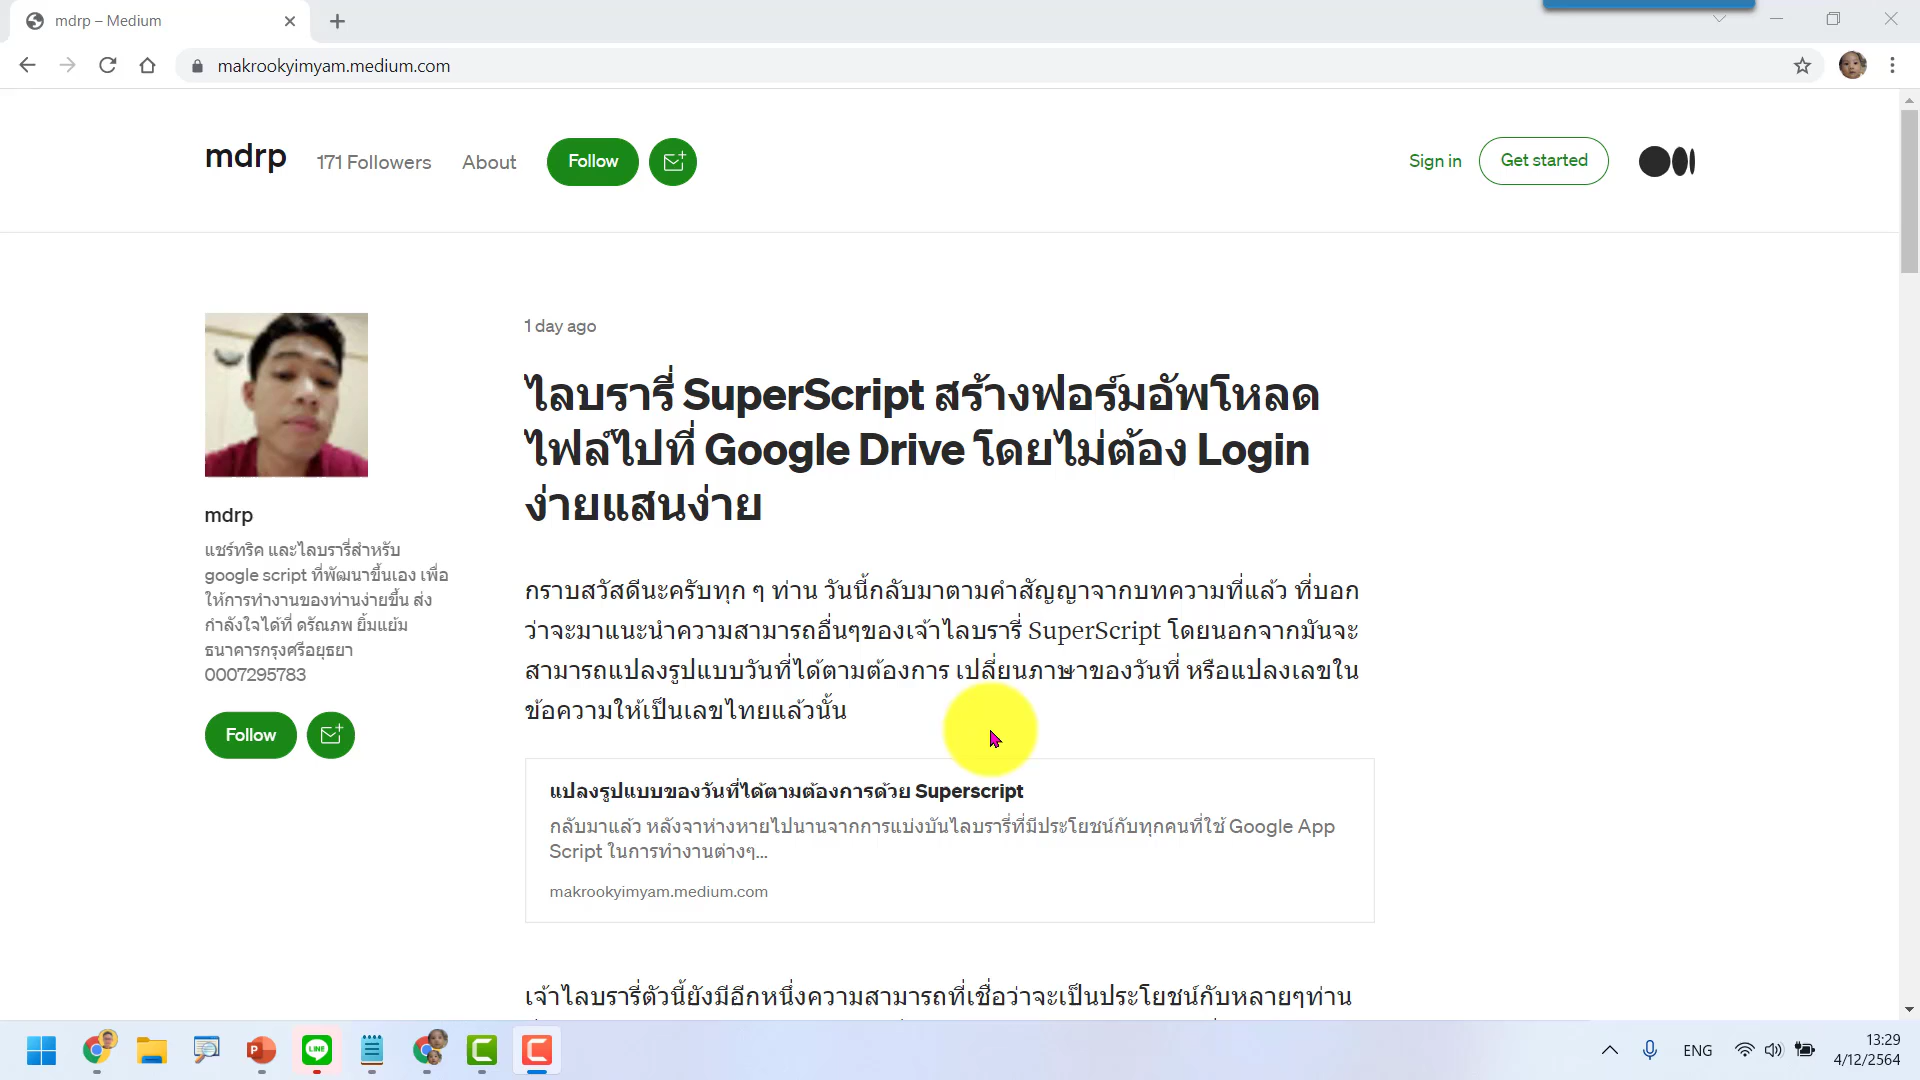 mdrp – Medium
makrookyimyam.medium.com
mdrp
171 Followers
About
Follow
Sign in
Get started
1 day ago
ไลบรารี่ SuperScript สร้างฟอร์มอัพโหลด
ไฟล์ไปที่ Google Drive โดยไม่ต้อง Login
ง่ายแสนง่าย
mdrp
แชร์ทริค และไลบรารี่สำหรับ
google script ที่พัฒนาขึ้นเอง เพื่อ
ให้การทำงานของท่านง่ายขึ้น ส่ง
กำลังใจได้ที่ ดรัณภพ ยิ้มแย้ม
ธนาคารกรุงศรีอยุธยา
0007295783
Follow
กราบสวัสดีนะครับทุก ๆ ท่าน วันนี้กลับมาตามคำสัญญาจากบทความที่แล้ว ที่บอก
ว่าจะมาแนะนำความสามารถอื่นๆของเจ้าไลบรารี่ SuperScript โดยนอกจากมันจะ
สามารถแปลงรูปแบบวันที่ได้ตามต้องการ เปลี่ยนภาษาของวันที่ หรือแปลงเลขใน
ข้อความให้เป็นเลขไทยแล้วนั้น
แปลงรูปแบบของวันที่ได้ตามต้องการด้วย Superscript
กลับมาแล้ว หลังจาห่างหายไปนานจากการแบ่งบันไลบรารี่ที่มีประโยชน์กับทุกคนที่ใช้ Google App
Script ในการทำงานต่างๆ...
makrookyimyam.medium.com
เจ้าไลบรารี่ตัวนี้ยังมีอีกหนึ่งความสามารถที่เชื่อว่าจะเป็นประโยชน์กับหลายๆท่าน
LINE
ENG
13:29
4/12/2564